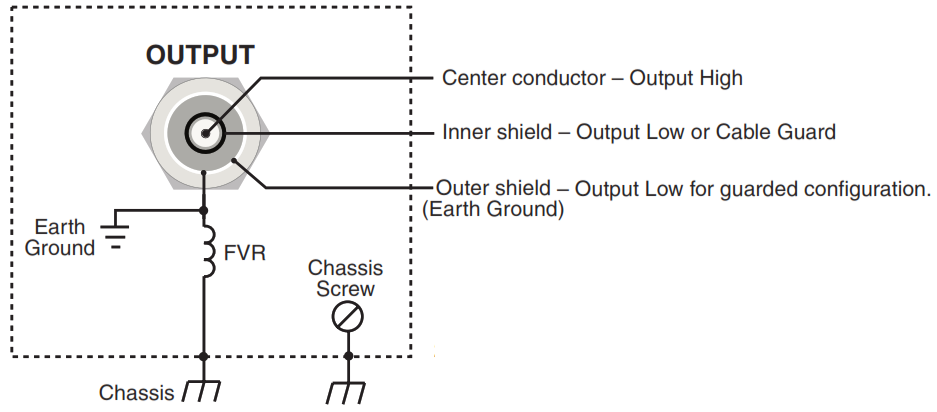 OUTPUT
Center conductor – Output High
Inner shield – Output Low or Cable Guard
Outer shield – Output Low for guarded configuration.
(Earth Ground)
Earth
Ground
FVR
Chassis
Screw
Chassis